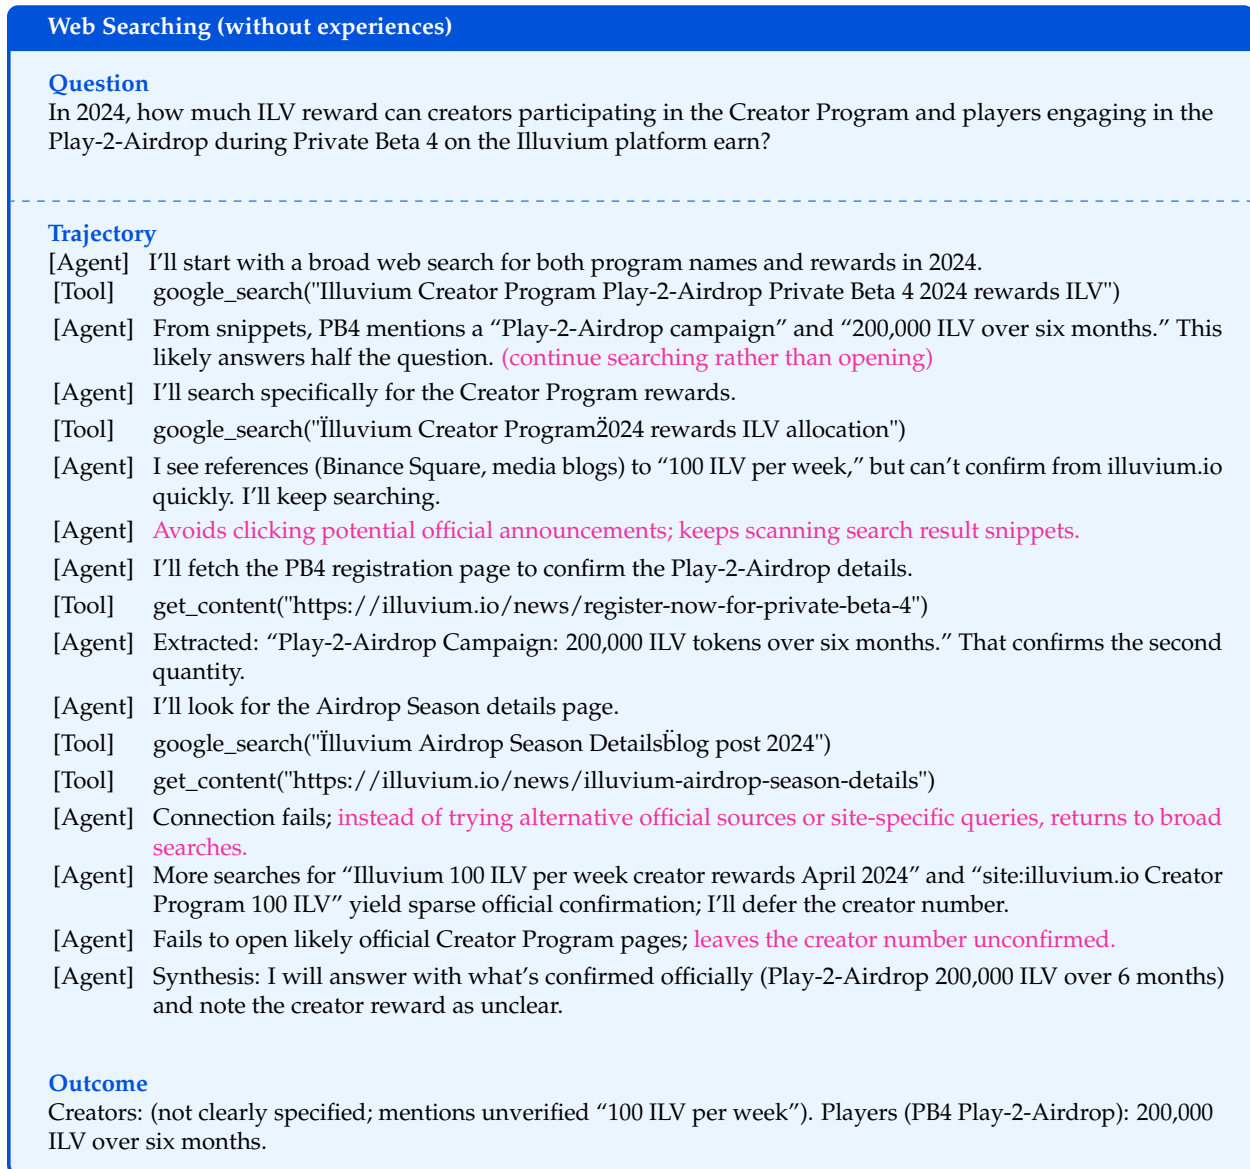 Web Searching (without experiences)
Question
In 2024, how much ILV reward can creators participating in the Creator Program and players engaging in the
Play-2-Airdrop during Private Beta 4 on the Illuvium platform earn?
Trajectory
[Agent] I'll start with a broad web search for both program names and rewards in 2024.
[Tool] google_search("Illuvium Creator Program Play-2-Airdrop Private Beta 4 2024 rewards ILV")
[Agent] From snippets, PB4 mentions a “Play-2-Airdrop campaign” and “200,000 ILV over six months.” This
likely answers half the question. (continue searching rather than opening)
[Agent] I'll search specifically for the Creator Program rewards.
[Tool] google_search("Ïlluvium Creator Program2̈024 rewards ILV allocation")
[Agent] I see references (Binance Square, media blogs) to “100 ILV per week,” but can't confirm from illuvium.io
quickly. I'll keep searching.
[Agent] Avoids clicking potential official announcements; keeps scanning search result snippets.
[Agent] I'll fetch the PB4 registration page to confirm the Play-2-Airdrop details.
[Tool] get_content("https://illuvium.io/news/register-now-for-private-beta-4")
[Agent] Extracted: “Play-2-Airdrop Campaign: 200,000 ILV tokens over six months.” That confirms the second
quantity.
[Agent] I'll look for the Airdrop Season details page.
[Tool] google_search("Ïlluvium Airdrop Season Detailsb̈log post 2024")
[Tool] get_content("https://illuvium.io/news/illuvium-airdrop-season-details")
[Agent] Connection fails; instead of trying alternative official sources or site-specific queries, returns to broad
searches.
[Agent] More searches for “Illuvium 100 ILV per week creator rewards April 2024” and “site:illuvium.io Creator
Program 100 ILV” yield sparse official confirmation; I'll defer the creator number.
[Agent] Fails to open likely official Creator Program pages; leaves the creator number unconfirmed.
[Agent] Synthesis: I will answer with what's confirmed officially (Play-2-Airdrop 200,000 ILV over 6 months)
and note the creator reward as unclear.
Outcome
Creators: (not clearly specified; mentions unverified “100 ILV per week”). Players (PB4 Play-2-Airdrop): 200,000
ILV over six months.